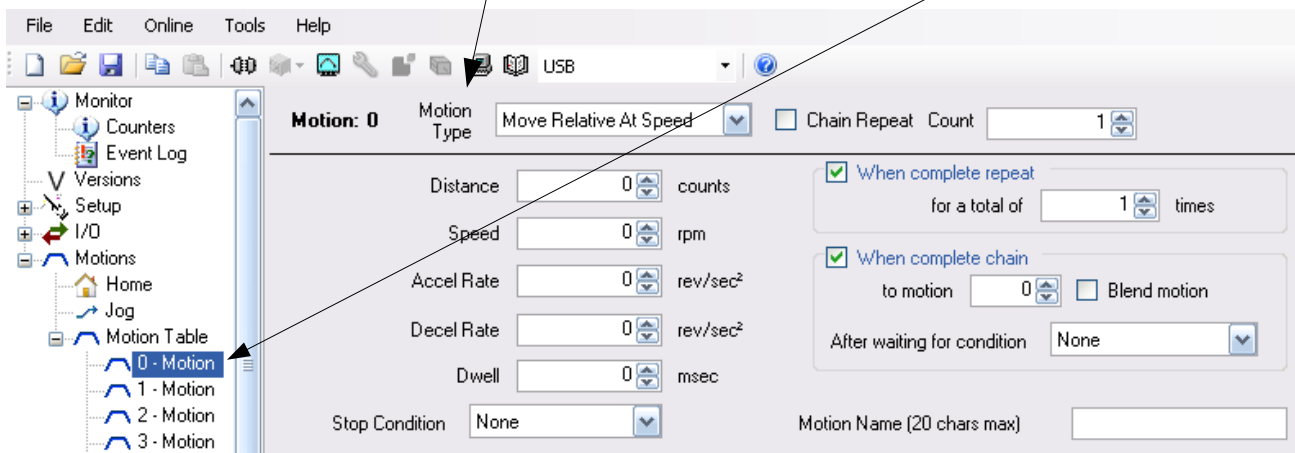 File Edit Online Tools Help
USB
Monitor
Counters
Event Log
Versions
Setup
I/O
Motions
Home
Jog
Motion Table
0 - Motion
1 - Motion
2 - Motion
3 - Motion
Motion: 0 Motion Type Move Relative At Speed Chain Repeat Count 1
Distance 0 counts
Speed 0 rpm
Accel Rate 0 rev/sec²
Decel Rate 0 rev/sec²
Dwell 0 msec
Stop Condition None
When complete repeat
for a total of 1 times
When complete chain
to motion 0 Blend motion
After waiting for condition None
Motion Name (20 chars max)